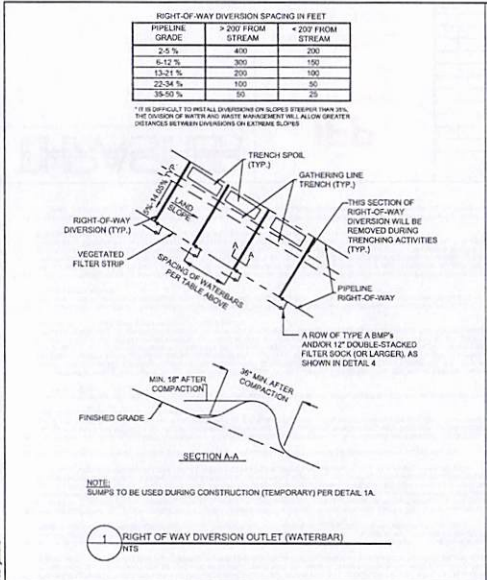 RIGHT-OF-WAY DIVERSION SPACING IN FEET
PIPELINE GRADE > 200' FROM STREAM < 200' FROM STREAM
2-5 % 400 200
6-12 % 300 150
13-21 % 200 100
22-34 % 100 50
35-50 % 50 25
* IT IS DIFFICULT TO INSTALL DIVERSIONS ON SLOPES STEEPER THAN 35%.
THE DIVISION OF WATER AND WASTE MANAGEMENT WILL ALLOW GREATER
DISTANCES BETWEEN DIVERSIONS ON EXTREME SLOPES
TRENCH SPOIL
(TYP.)
GATHERING LINE
TRENCH (TYP.)
TYP.
LAND
SLOPE
THIS SECTION OF
RIGHT-OF-WAY
DIVERSION WILL BE
REMOVED DURING
TRENCHING ACTIVITIES
(TYP.)
RIGHT-OF-WAY
DIVERSION (TYP.)
VEGETATED
FILTER STRIP
A
A
SPACING OF WATERBARS
PER TABLE ABOVE
PIPELINE
RIGHT-OF-WAY
A ROW OF TYPE A BMP's
AND/OR 12" DOUBLE-STACKED
FILTER SOCK (OR LARGER), AS
SHOWN IN DETAIL 4
MIN. 18" AFTER
COMPACTION
36" MIN. AFTER
COMPACTION
FINISHED GRADE
SECTION A-A
NOTE:
SUMPS TO BE USED DURING CONSTRUCTION (TEMPORARY) PER DETAIL 1A.
1 RIGHT OF WAY DIVERSION OUTLET (WATERBAR)
NTS